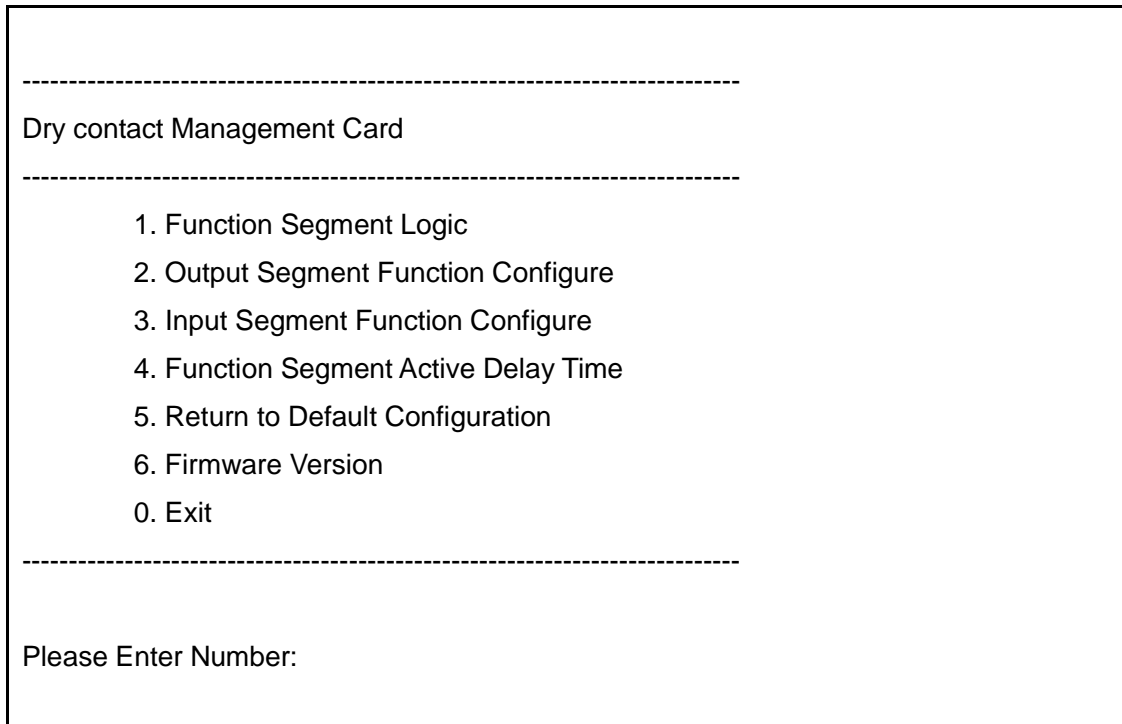 ------------------------------------------------------------------------------
Dry contact Management Card
------------------------------------------------------------------------------
1. Function Segment Logic
2. Output Segment Function Configure
3. Input Segment Function Configure
4. Function Segment Active Delay Time
5. Return to Default Configuration
6. Firmware Version
0. Exit
------------------------------------------------------------------------------
Please Enter Number: